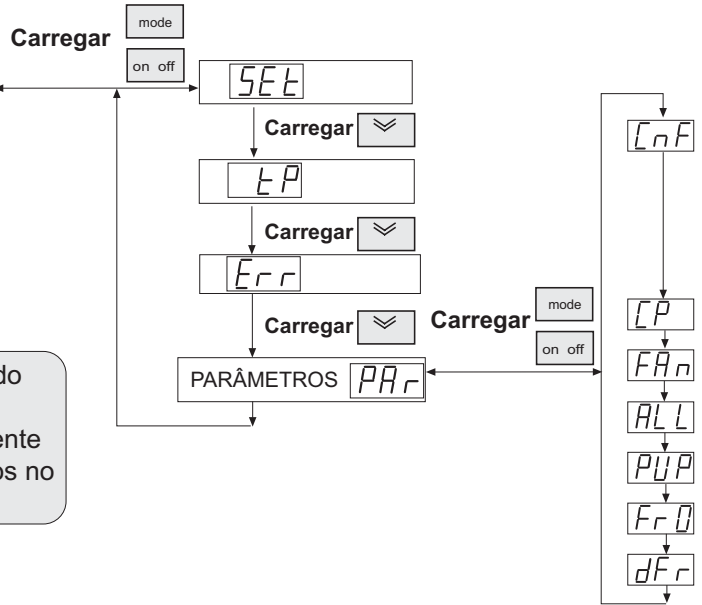 Carregar
mode
on off
SEt
Carregar
tP
Carregar
Err
Carregar
PARÂMETROS PAr
Carregar
mode
on off
CnF
CP
FAn
ALL
PUP
Fr0
dFr
do
ente
os no